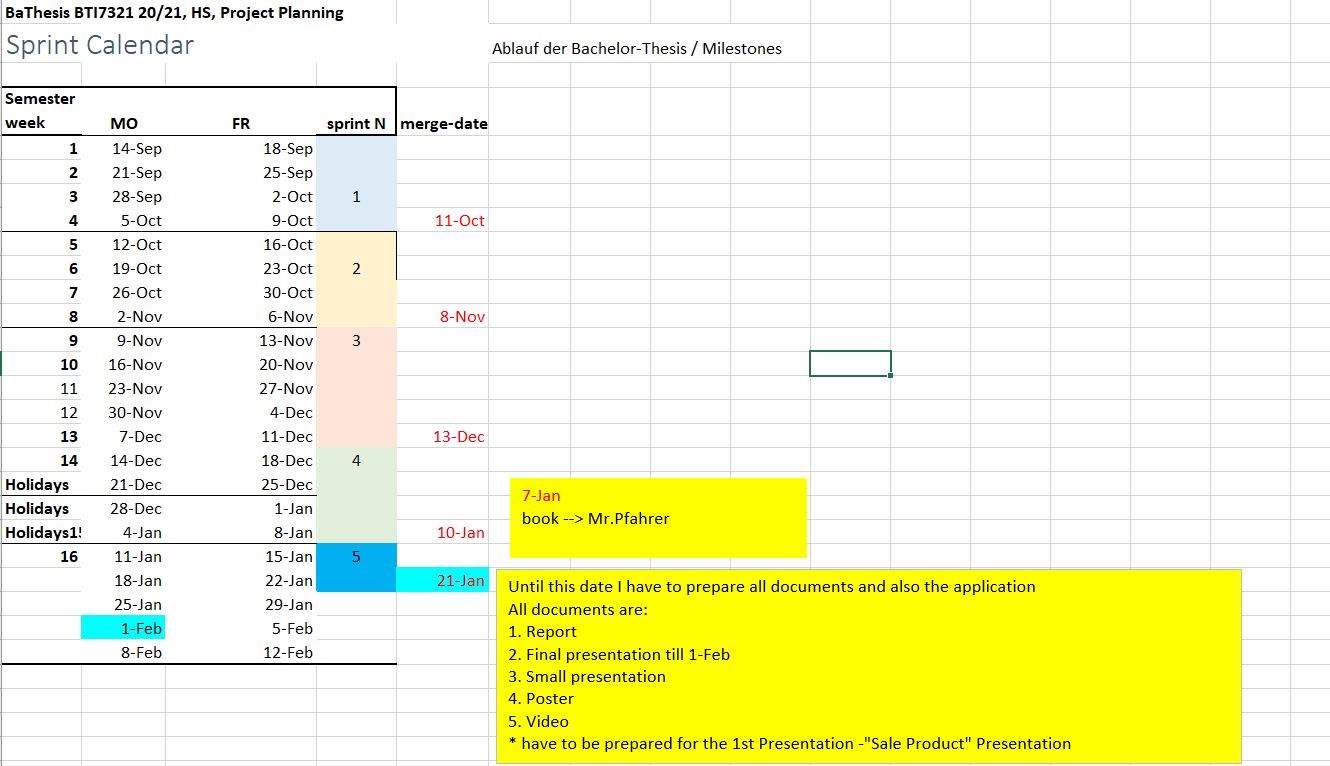 BaThesis BTI7321 20/21, HS, Project Planning
Sprint Calendar
Ablauf der Bachelor-Thesis / Milestones
Semester
week MO FR sprint N merge-date
1 14-Sep 18-Sep
2 21-Sep 25-Sep
3 28-Sep 2-Oct 1
4 5-Oct 9-Oct 11-Oct
5 12-Oct 16-Oct
6 19-Oct 23-Oct 2
7 26-Oct 30-Oct
8 2-Nov 6-Nov 8-Nov
9 9-Nov 13-Nov 3
10 16-Nov 20-Nov
11 23-Nov 27-Nov
12 30-Nov 4-Dec
13 7-Dec 11-Dec 13-Dec
14 14-Dec 18-Dec 4
Holidays 21-Dec 25-Dec
Holidays 28-Dec 1-Jan
Holidays15 4-Jan 8-Jan 10-Jan
16 11-Jan 15-Jan 5
18-Jan 22-Jan 21-Jan
25-Jan 29-Jan
1-Feb 5-Feb
8-Feb 12-Feb
7-Jan
book --> Mr.Pfahrer
Until this date I have to prepare all documents and also the application
All documents are:
1. Report
2. Final presentation till 1-Feb
3. Small presentation
4. Poster
5. Video
* have to be prepared for the 1st Presentation -"Sale Product" Presentation